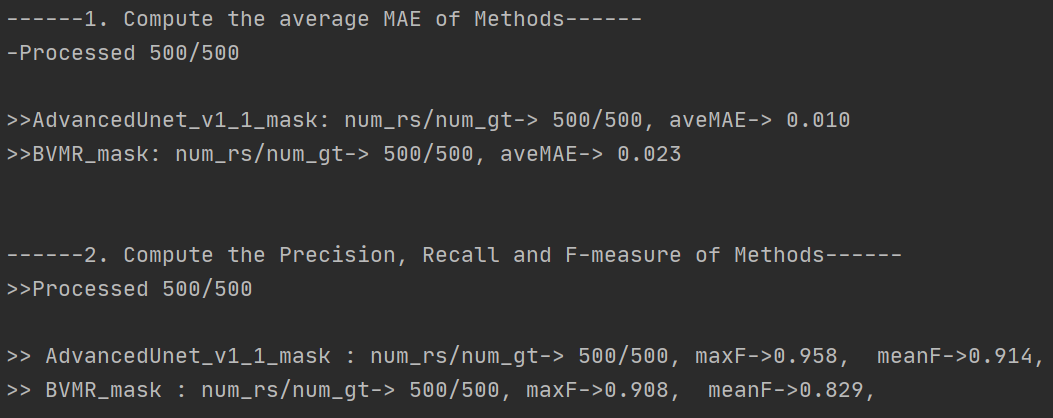 ------1. Compute the average MAE of Methods------
-Processed 500/500
>>AdvancedUnet_v1_1_mask: num_rs/num_gt-> 500/500, aveMAE-> 0.010
>>BVMR_mask: num_rs/num_gt-> 500/500, aveMAE-> 0.023
------2. Compute the Precision, Recall and F-measure of Methods------
>>Processed 500/500
>> AdvancedUnet_v1_1_mask : num_rs/num_gt-> 500/500, maxF->0.958,  meanF->0.914,
>> BVMR_mask : num_rs/num_gt-> 500/500, maxF->0.908,  meanF->0.829,